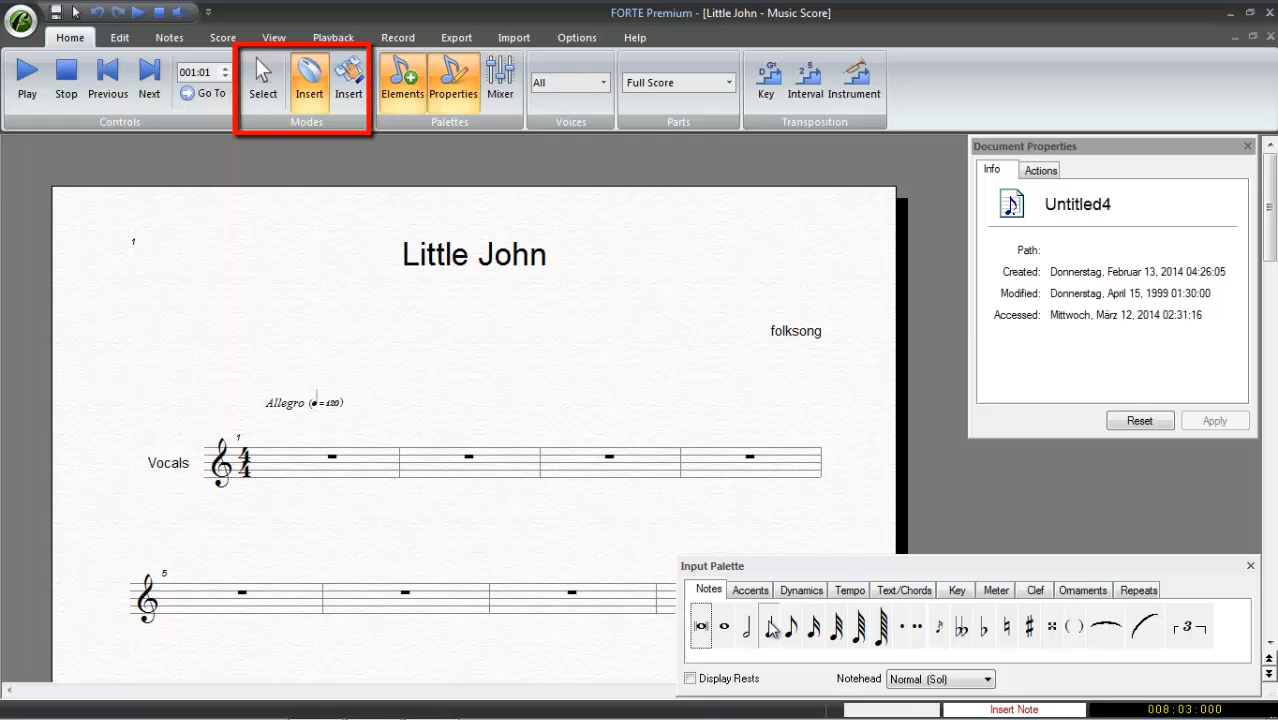 FORTE Premium - [Little John - Music Score]
Home Edit Notes Score View Playback Record Export Import Options Help
Play Stop Previous Next 001:01 Go To Select Insert Insert Elements Properties Mixer All Full Score Key Interval Instrument
Controls Modes Palettes Voices Parts Transposition
Document Properties
Info Actions
Untitled4
Path:
Created: Donnerstag, Februar 13, 2014 04:26:05
Modified: Donnerstag, April 15, 1999 01:30:00
Accessed: Mittwoch, März 12, 2014 02:31:16
Reset Apply
1
Little John
folksong
Allegro (♩=120)
1
Vocals 4 4
5
Input Palette
Notes Accents Dynamics Tempo Text/Chords Key Meter Clef Ornaments Repeats
3
Display Rests Notehead Normal (Sol)
Insert Note 008:03:000